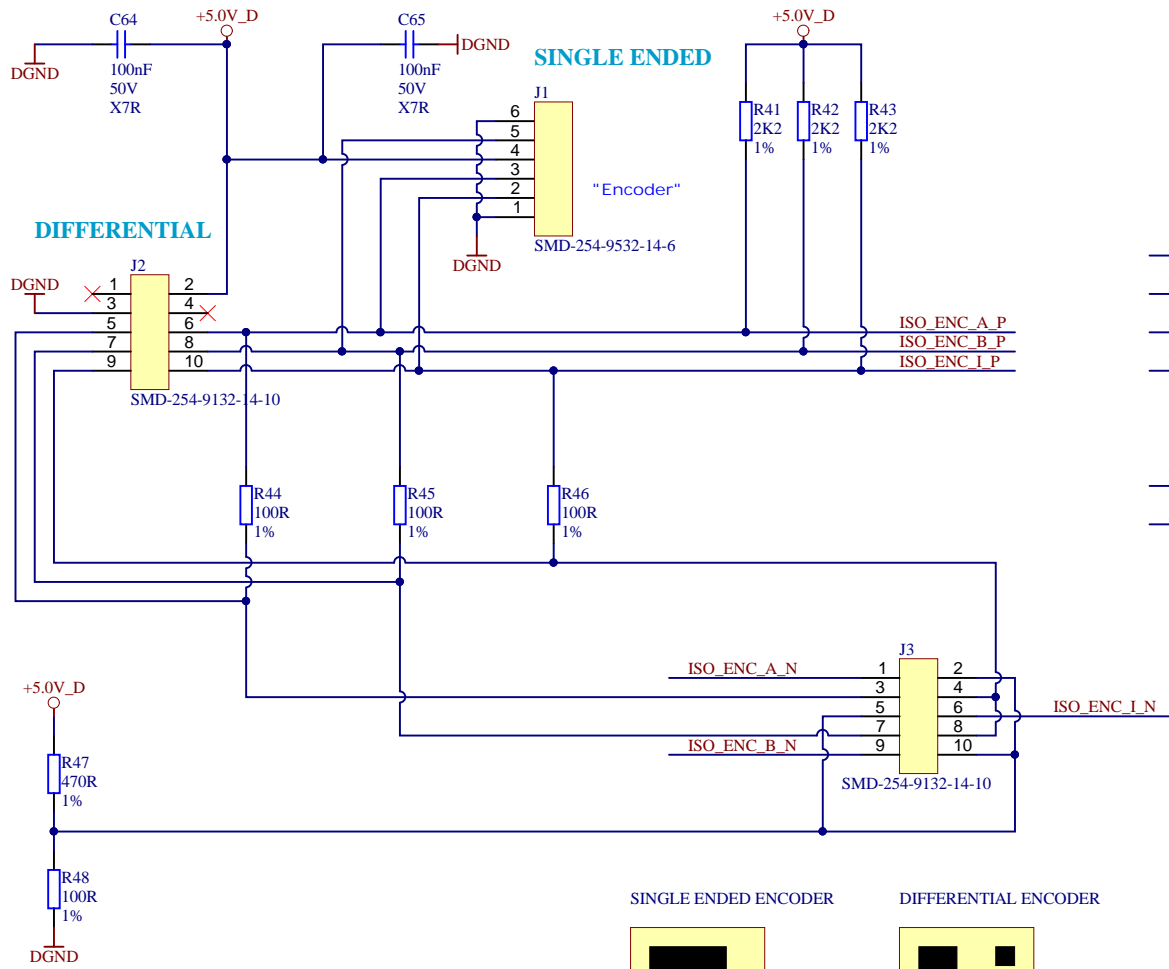 C64
+5.0V_D
C65
+5.0V_D
DGND
100nF
50V
X7R
100nF
50V
X7R
DGND
SINGLE ENDED
J1
6
5
4
3
2
1
"Encoder"
SMD-254-9532-14-6
DGND
R41
2K2
1%
R42
2K2
1%
R43
2K2
1%
DIFFERENTIAL
DGND
J2
1 2
3 4
5 6
7 8
9 10
SMD-254-9132-14-10
ISO_ENC_A_P
ISO_ENC_B_P
ISO_ENC_I_P
R44
100R
1%
R45
100R
1%
R46
100R
1%
J3
ISO_ENC_A_N
1 2
3 4
5 6
7 8
9 10
ISO_ENC_I_N
ISO_ENC_B_N
SMD-254-9132-14-10
+5.0V_D
R47
470R
1%
R48
100R
1%
DGND
SINGLE ENDED ENCODER
DIFFERENTIAL ENCODER